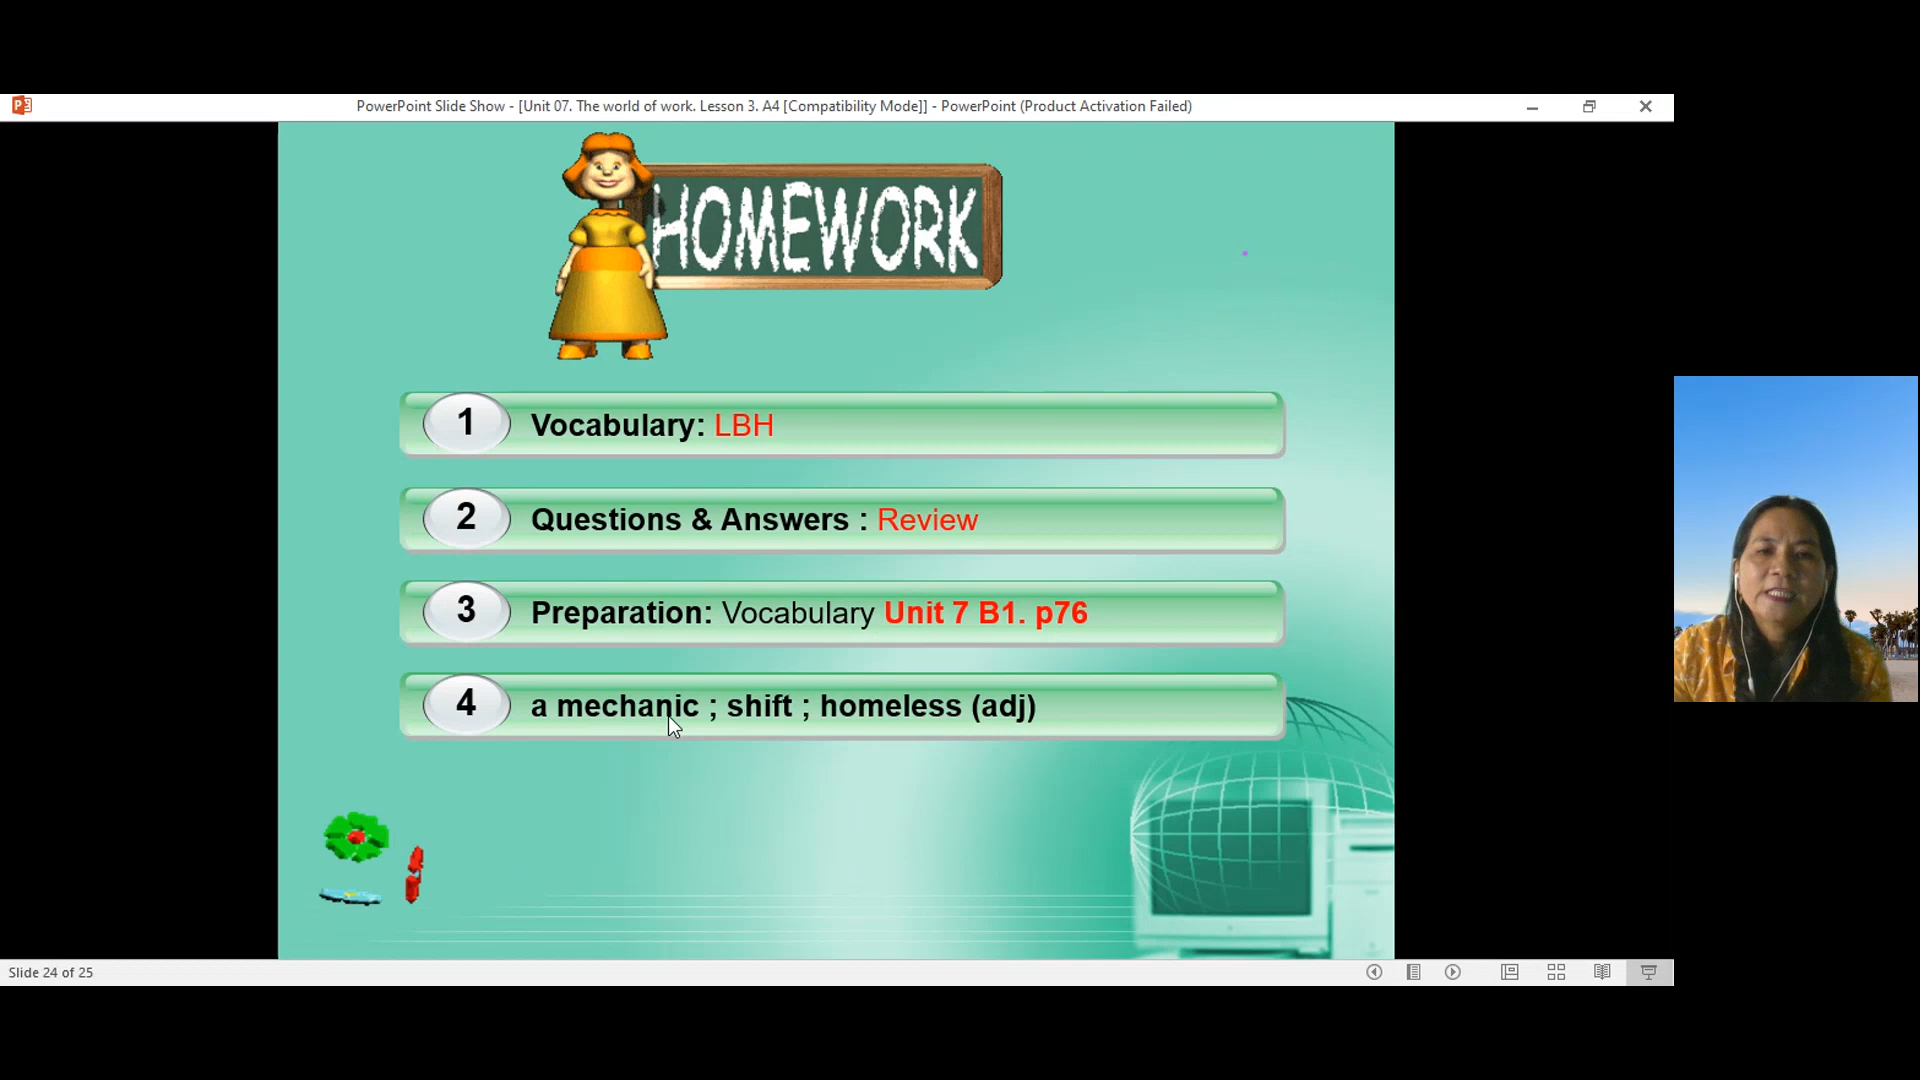 PowerPoint Slide Show - [Unit 07. The world of work. Lesson 3. A4 [Compatibility Mode]] - PowerPoint (Product Activation Failed)
HOMEWORK
1 Vocabulary: LBH
2 Questions & Answers : Review
3 Preparation: Vocabulary Unit 7 B1. p76
4 a mechanic ; shift ; homeless (adj)
Slide 24 of 25